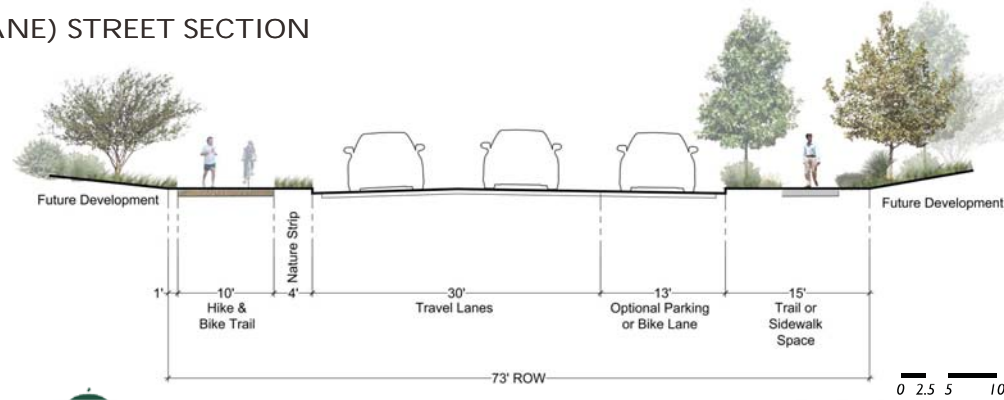 ANE) STREET SECTION
Future Development
Future Development
Nature Strip
1'
10'
Hike &
Bike Trail
4'
30'
Travel Lanes
13'
Optional Parking
or Bike Lane
15'
Trail or
Sidewalk
Space
73' ROW
0 2.5 5 10